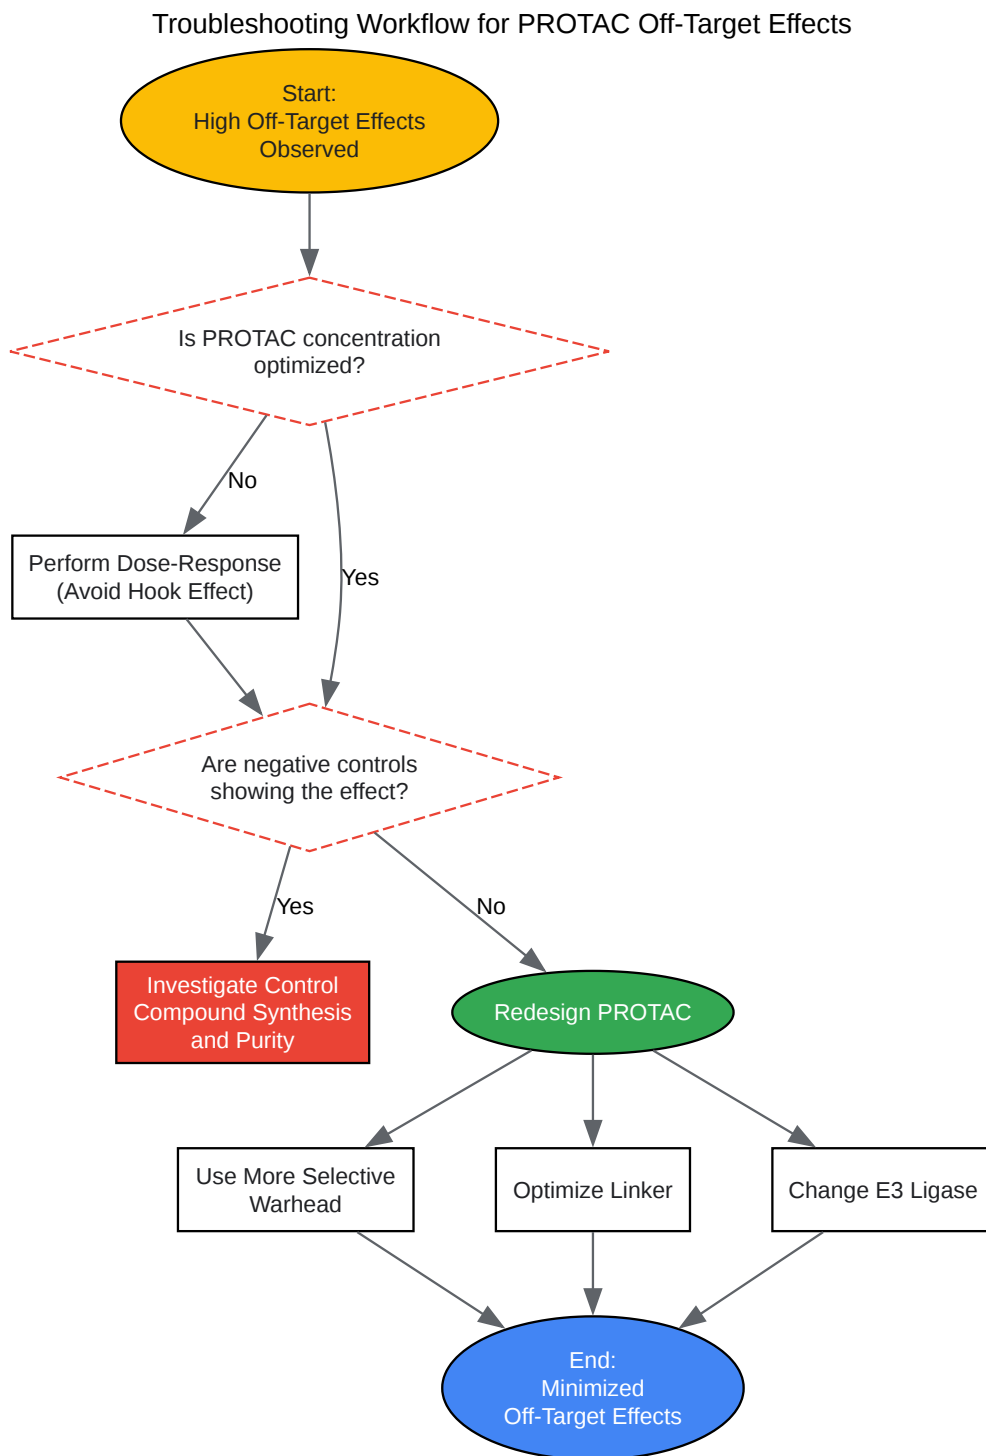 Troubleshooting Workflow for PROTAC Off-Target Effects
Start:
High Off-Target Effects
Observed
Is PROTAC concentration
optimized?
No
Yes
Perform Dose-Response
(Avoid Hook Effect)
Are negative controls
showing the effect?
Yes
No
Investigate Control
Compound Synthesis
and Purity
Redesign PROTAC
Use More Selective
Warhead
Optimize Linker
Change E3 Ligase
End:
Minimized
Off-Target Effects